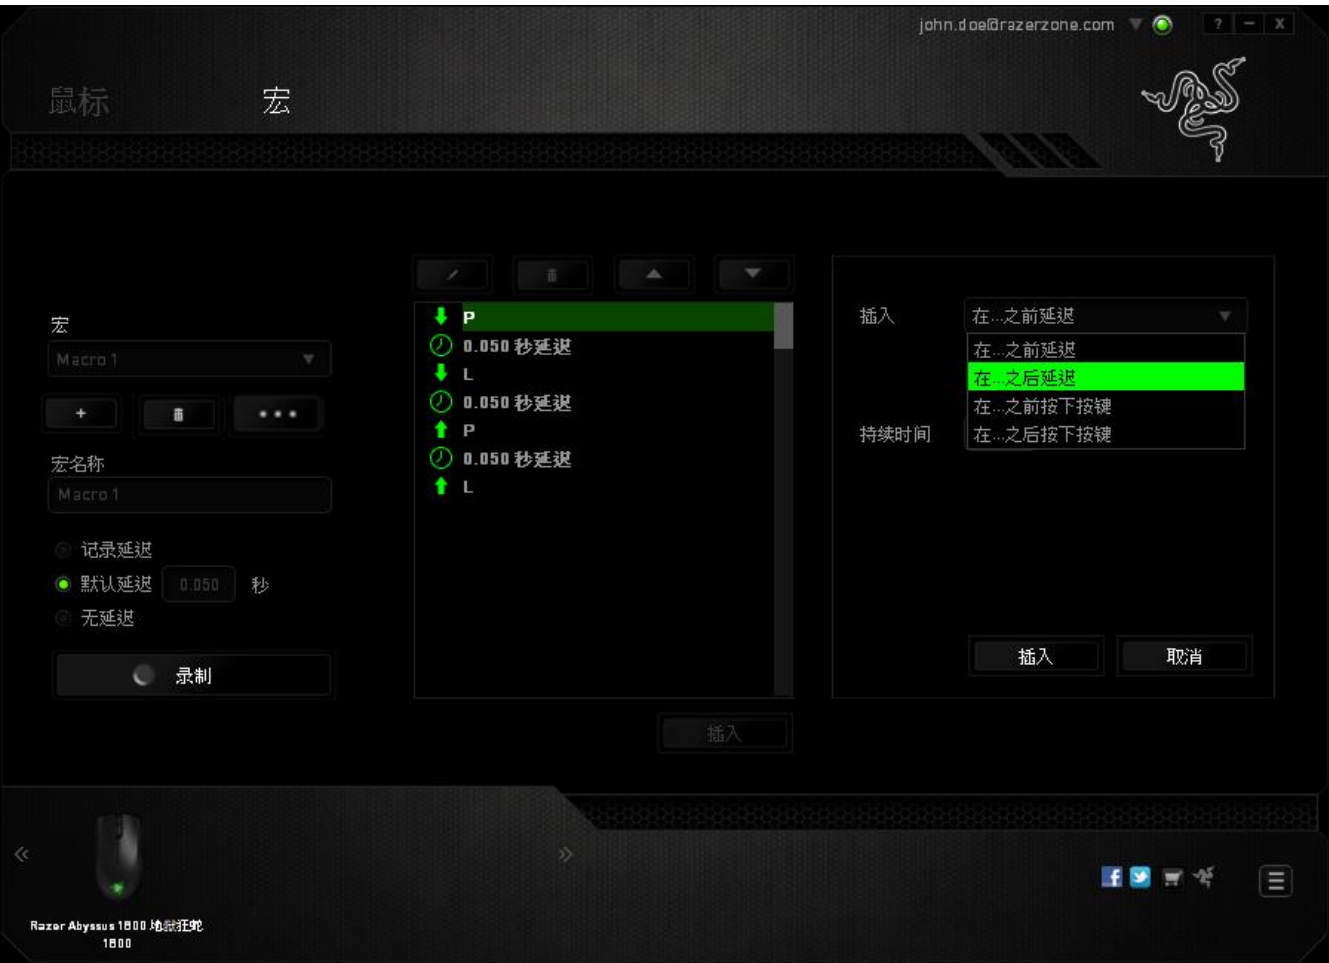 john.doe@razerzone.com
? – X
鼠标 宏
宏
Macro 1
+
宏名称
Macro 1
记录延迟
默认延迟 0.050 秒
无延迟
录制
P
0.050 秒延迟
L
0.050 秒延迟
P
0.050 秒延迟
L
插入
插入 在...之前延迟
在...之前延迟
在...之后延迟
在...之前按下按键
在...之后按下按键
持续时间
插入 取消
Razer Abyssus 1800 地狱狂蛇
1800